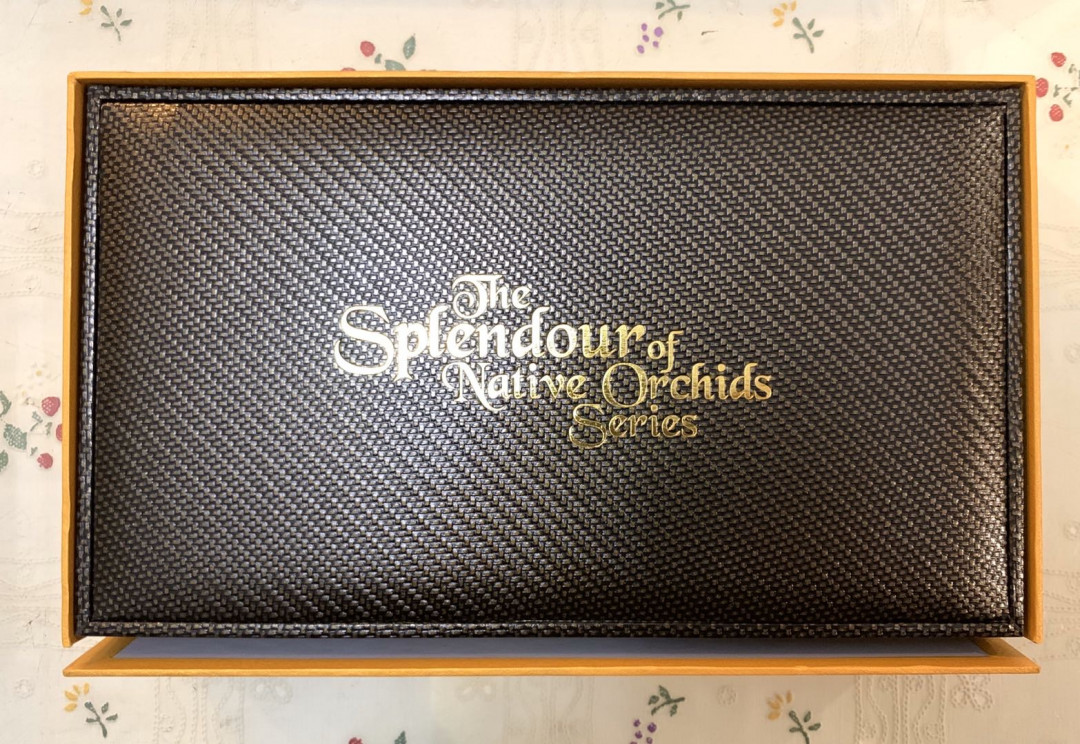 The
Splendour of
Native Orchids
Series